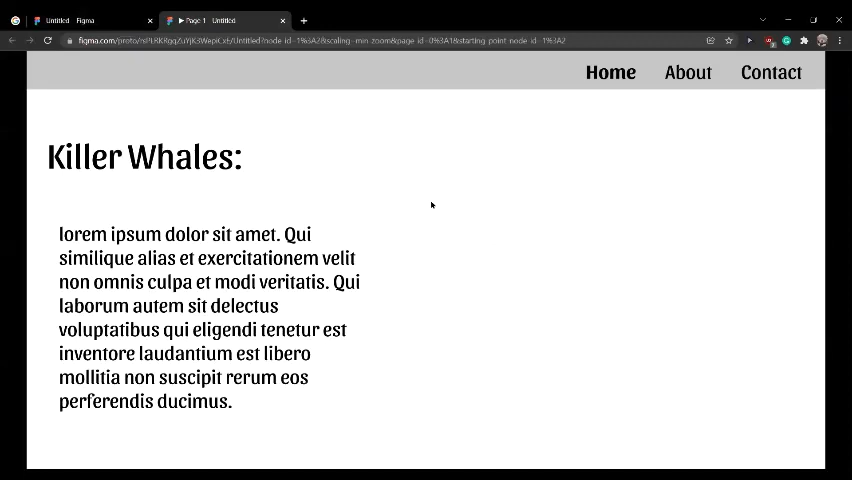 Untitled – Figma
▶ Page 1 – Untitled
Home About Contact
Killer Whales:
lorem ipsum dolor sit amet. Qui
similique alias et exercitationem velit
non omnis culpa et modi veritatis. Qui
laborum autem sit delectus
voluptatibus qui eligendi tenetur est
inventore laudantium est libero
mollitia non suscipit rerum eos
perferendis ducimus.